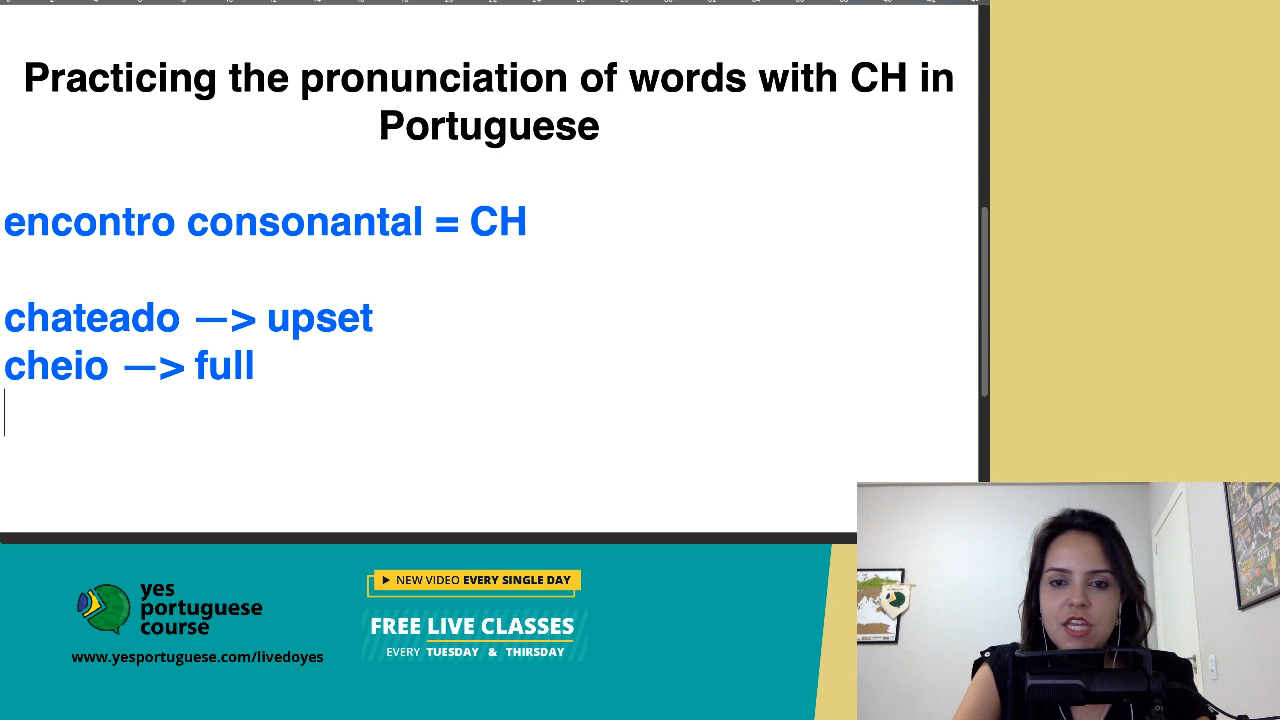 Practicing the pronunciation of words with CH in
Portuguese
encontro consonantal = CH
chateado —> upset
cheio —> full
yes
portuguese
course
www.yesportuguese.com/livedoyes
NEW VIDEO EVERY SINGLE DAY
FREE LIVE CLASSES
EVERY TUESDAY & THIRSDAY